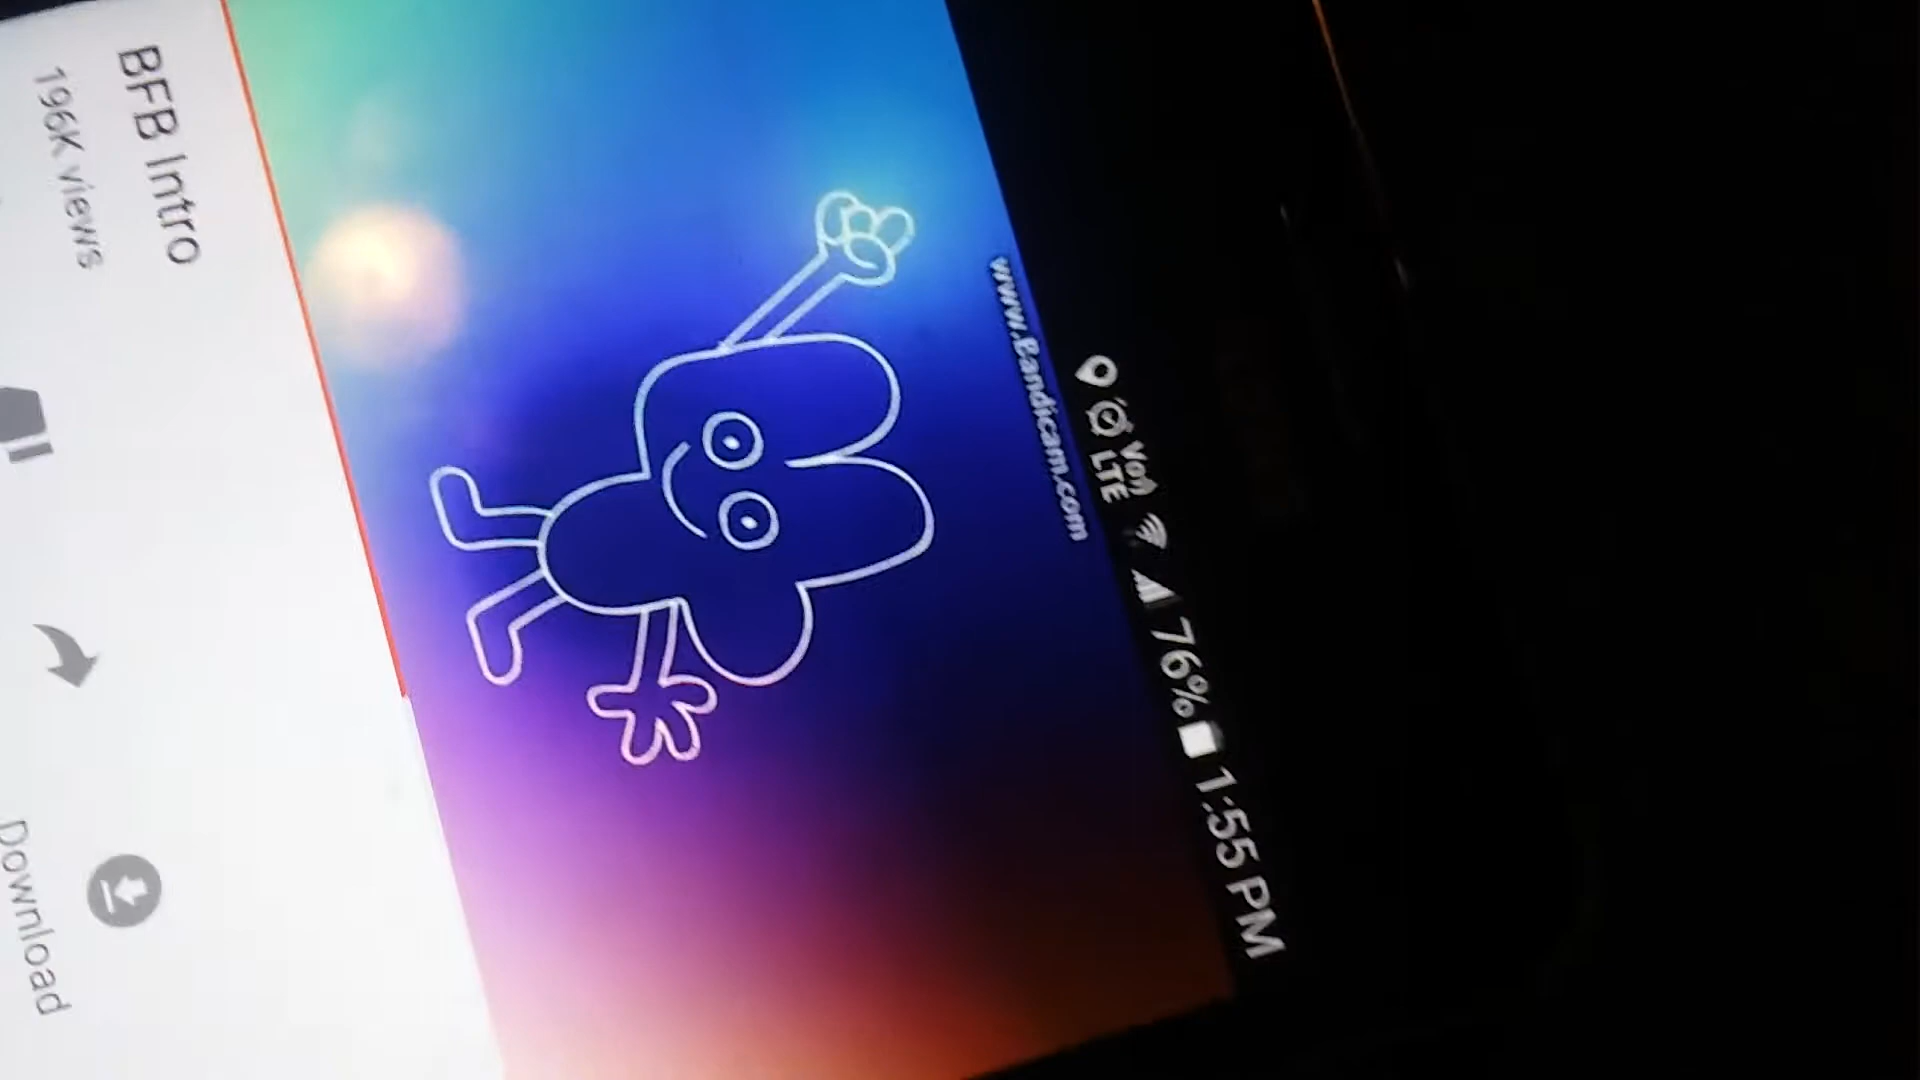 Vo)) LTE 76% 1:55 PM
www.Bandicam.com
BFB Intro
196K views
Download